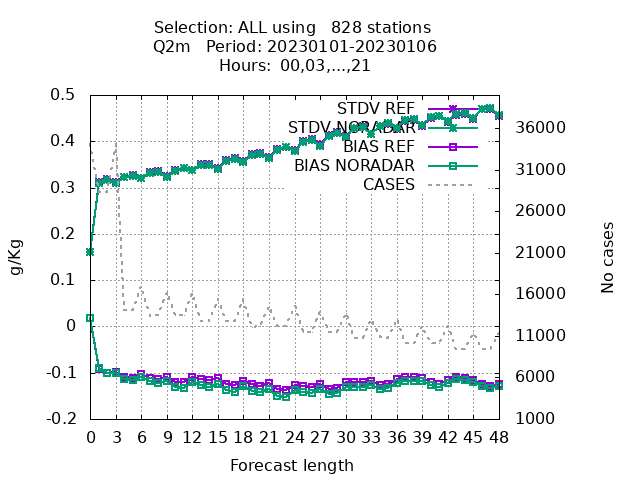 Selection: ALL using   828 stations
Q2m   Period: 20230101-20230106
Hours: 00,03,...,21
STDV REF
STDV NORADAR
BIAS REF
BIAS NORADAR
CASES
0.5
0.4
0.3
0.2
0.1
0
-0.1
-0.2
g/Kg
36000
31000
26000
21000
16000
11000
6000
1000
No cases
0 3 6 9 12 15 18 21 24 27 30 33 36 39 42 45 48
Forecast length